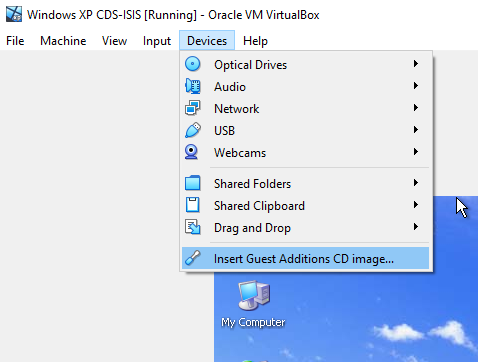 Windows XP CDS-ISIS [Running] - Oracle VM VirtualBox
File Machine View Input Devices Help
Optical Drives
Audio
Network
USB
Webcams
Shared Folders
Shared Clipboard
Drag and Drop
Insert Guest Additions CD image...
My Computer